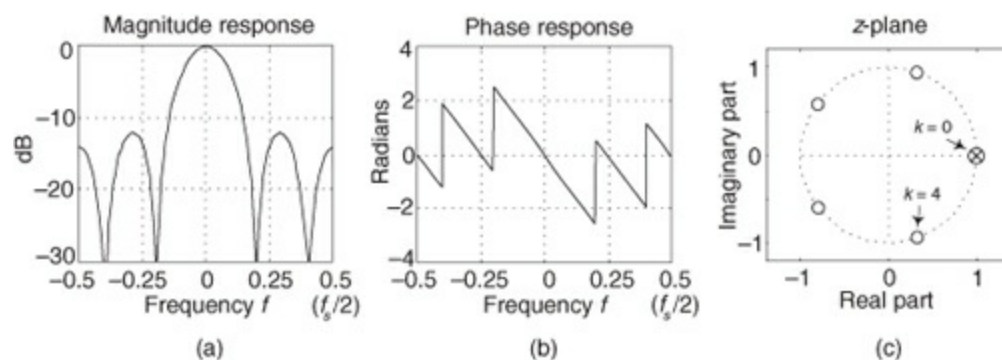 Magnitude response
0
−10
−20
−30
dB
−0.5 −0.25 0 0.25 0.5
Frequency f (fs/2)
(a)
Phase response
4
2
0
−2
−4
Radians
−0.5 −0.25 0 0.25 0.5
Frequency f (fs/2)
(b)
z-plane
1
0
−1
Imaginary part
k = 0
k = 4
−1 0 1
Real part
(c)